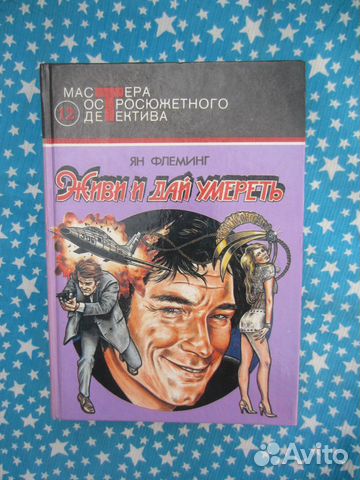 МАСТЕРА
12 ОСТРОСЮЖЕТНОГО
ДЕТЕКТИВА
ЯН ФЛЕМИНГ
ЖИВИ И ДАЙ УМЕРЕТЬ
Avito